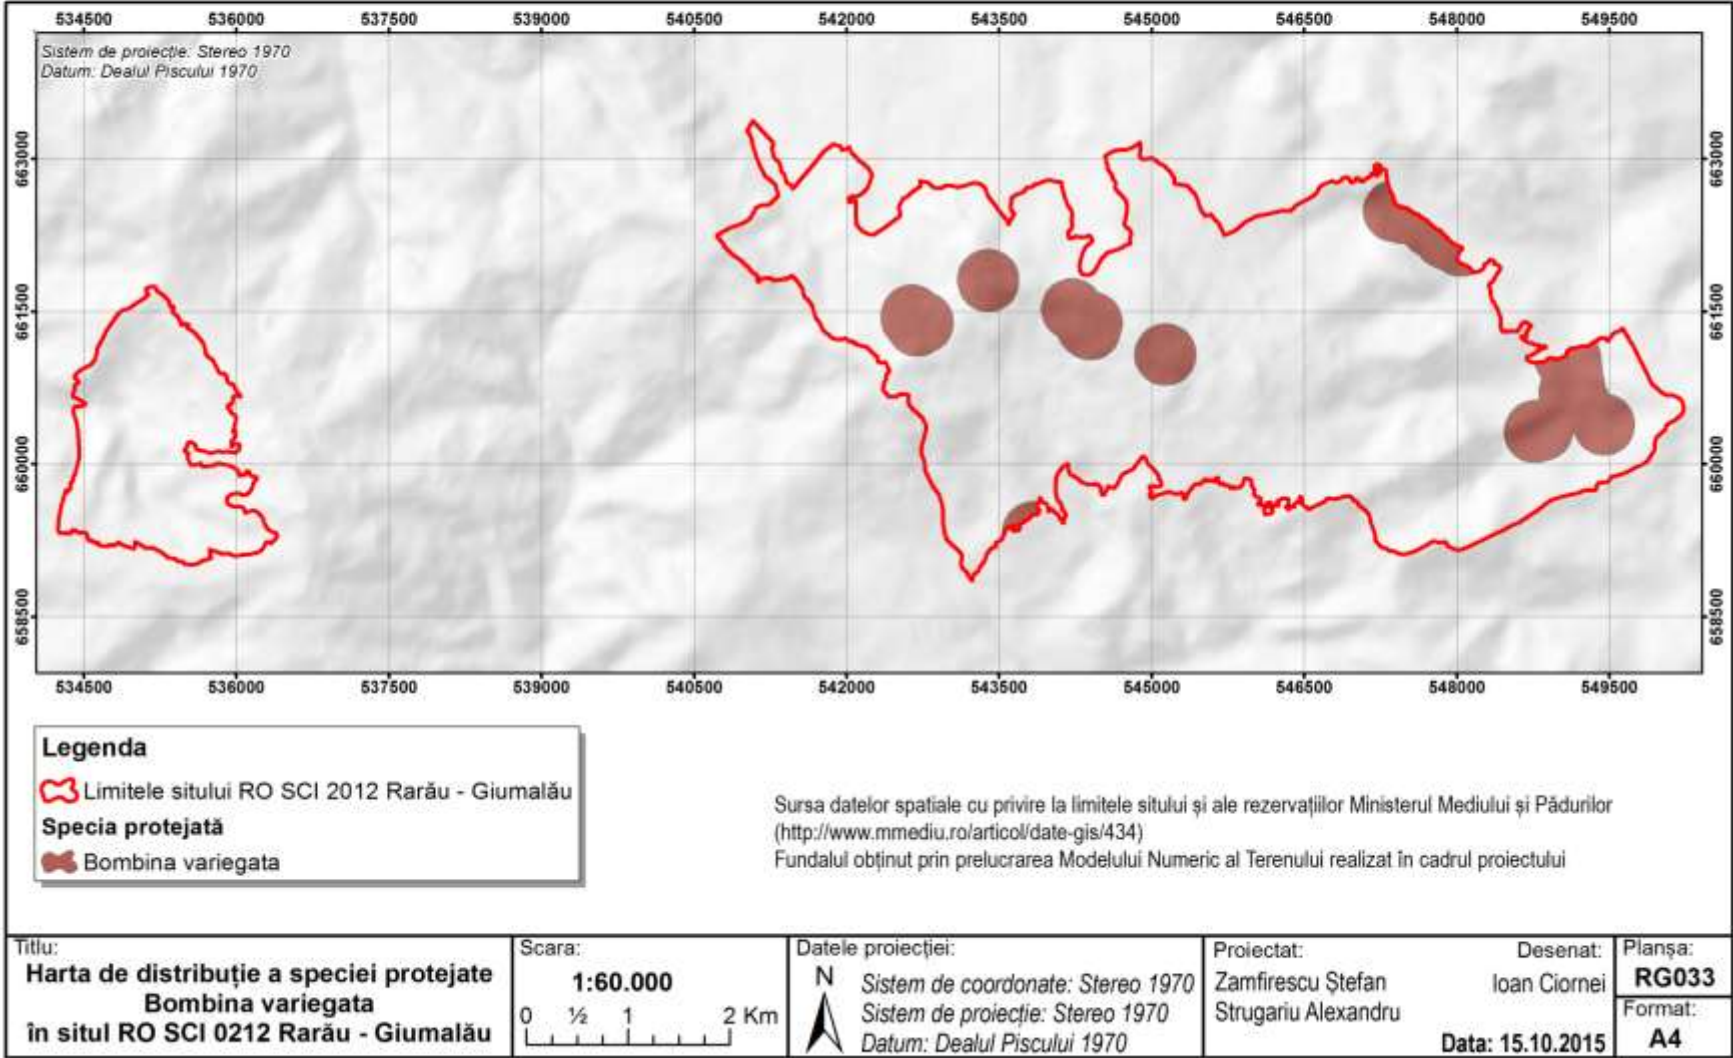 534500 536000 537500 539000 540500 542000 543500 545000 546500 548000 549500
Sistem de proiecție: Stereo 1970
Datum: Dealul Piscului 1970
663000 663000
661500 661500
660000 660000
658500 658500
534500 536000 537500 539000 540500 542000 543500 545000 546500 548000 549500
Legenda
Limitele sitului RO SCI 2012 Rarău - Giumalău
Specia protejată
Bombina variegata
Sursa datelor spatiale cu privire la limitele sitului și ale rezervațiilor Ministerul Mediului și Pădurilor
(http://www.mmediu.ro/articol/date-gis/434)
Fundalul obținut prin prelucrarea Modelului Numeric al Terenului realizat în cadrul proiectului
Titlu:
Harta de distribuție a speciei protejate
Bombina variegata
în situl RO SCI 0212 Rarău - Giumalău
Scara:
1:60.000
0 ½ 1 2 Km
Datele proiecției:
N
Sistem de coordonate: Stereo 1970
Sistem de proiecție: Stereo 1970
Datum: Dealul Piscului 1970
Proiectat: Desenat:
Zamfirescu Ștefan Ioan Ciornei
Strugariu Alexandru
Data: 15.10.2015
Planșa:
RG033
Format:
A4